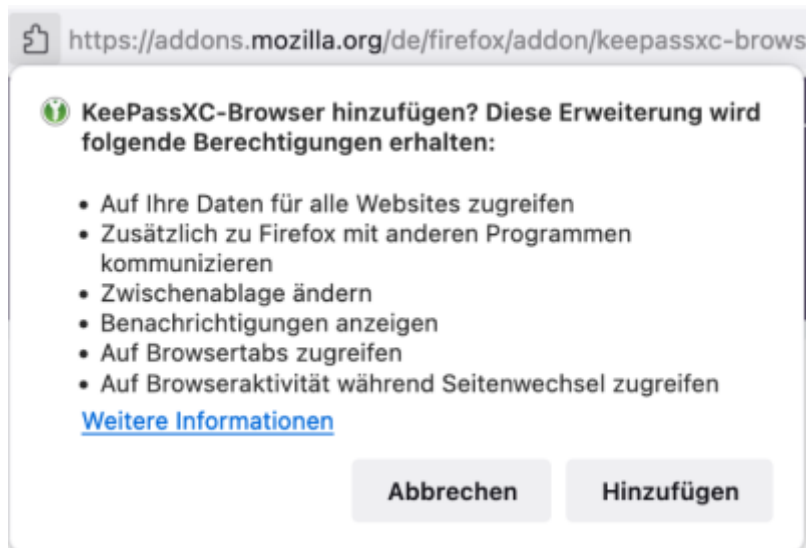 https://addons.mozilla.org/de/firefox/addon/keepassxc-brows
KeePassXC-Browser hinzufügen? Diese Erweiterung wird
folgende Berechtigungen erhalten:
• Auf Ihre Daten für alle Websites zugreifen
• Zusätzlich zu Firefox mit anderen Programmen
kommunizieren
• Zwischenablage ändern
• Benachrichtigungen anzeigen
• Auf Browsertabs zugreifen
• Auf Browseraktivität während Seitenwechsel zugreifen
Weitere Informationen
Abbrechen Hinzufügen